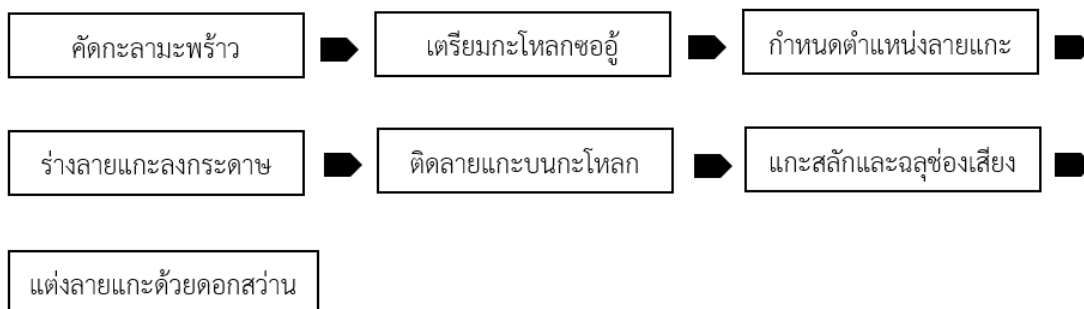 คัดกะลามะพร้าว
เตรียมกะโหลกซออู้
กำหนดตำแหน่งลายแกะ
ร่างลายแกะลงกระดาษ
ติดลายแกะบนกะโหลก
แกะสลักและฉลุช่องเสียง
แต่งลายแกะด้วยดอกสว่าน